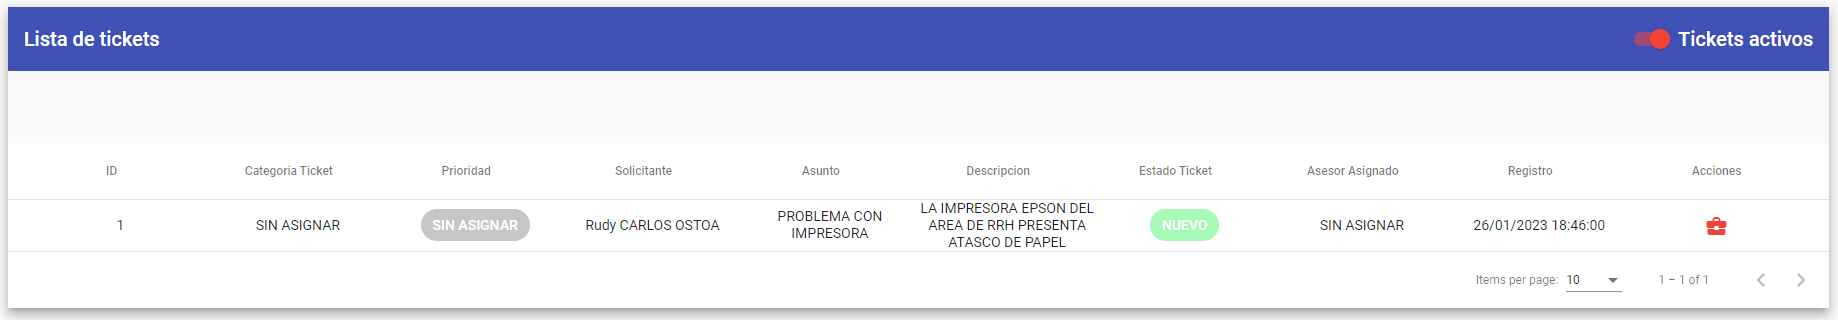 Lista de tickets
Tickets activos
ID Categoria Ticket Prioridad Solicitante Asunto Descripcion Estado Ticket Asesor Asignado Registro Acciones
1 SIN ASIGNAR SIN ASIGNAR Rudy CARLOS OSTOA
PROBLEMA CON
IMPRESORA
LA IMPRESORA EPSON DEL
AREA DE RRH PRESENTA
ATASCO DE PAPEL
NUEVO SIN ASIGNAR 26/01/2023 18:46:00
Items per page: 10 1 – 1 of 1